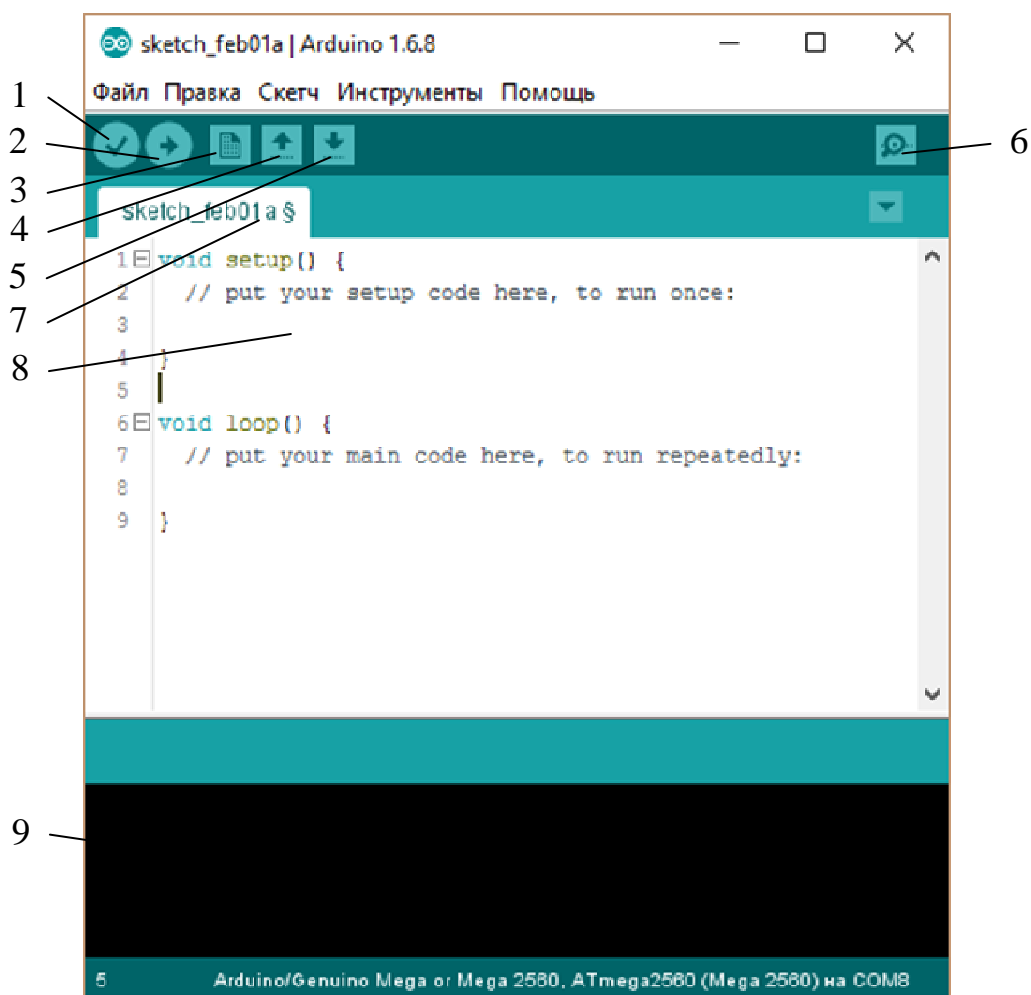 sketch_feb01a | Arduino 1.6.8
Файл Правка Скетч Инструменты Помощь
1
2
3
4
5
7
8
6
sketch_feb01a §
1 void setup() {
2 // put your setup code here, to run once:
3
4 }
5
6 void loop() {
7 // put your main code here, to run repeatedly:
8
9 }
9
5 Arduino/Genuino Mega or Mega 2560, ATmega2560 (Mega 2560) на COM8